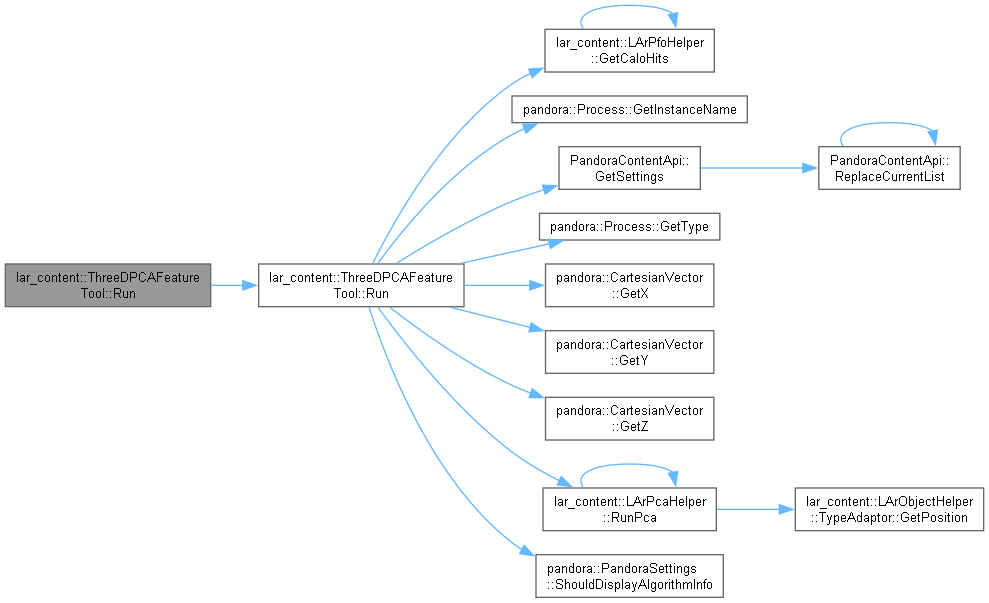 lar_content::LArPfoHelper
::GetCaloHits
pandora::Process::GetInstanceName
PandoraContentApi::
GetSettings
PandoraContentApi::
ReplaceCurrentList
pandora::Process::GetType
lar_content::ThreeDPCAFeature
Tool::Run
lar_content::ThreeDPCAFeature
Tool::Run
pandora::CartesianVector
::GetX
pandora::CartesianVector
::GetY
pandora::CartesianVector
::GetZ
lar_content::LArPcaHelper
::RunPca
lar_content::LArObjectHelper
::TypeAdaptor::GetPosition
pandora::PandoraSettings
::ShouldDisplayAlgorithmInfo